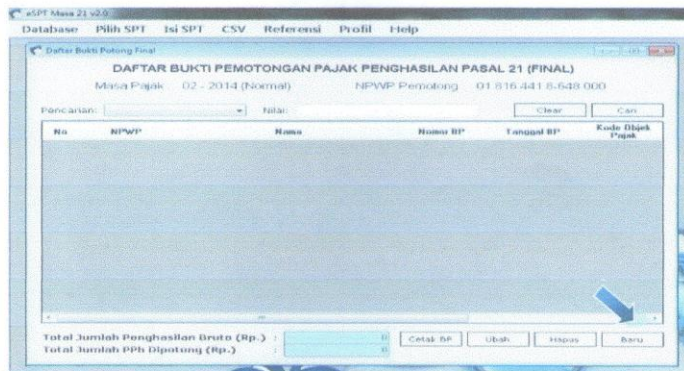 eSPT Masa 21 v2.0
Database Pilih SPT Isi SPT CSV Referensi Profil Help
Daftar Bukti Potong Final
DAFTAR BUKTI PEMOTONGAN PAJAK PENGHASILAN PASAL 21 (FINAL)
Masa Pajak 02 - 2014 (Normal) NPWP Pemotong 01.816.441.8-648.000
Pencarian: Nilai: Clear Cari
No NPWP Nama Nomor BP Tanggal BP Kode Objek Pajak
Total Jumlah Penghasilan Bruto (Rp.) : 0 Cetak BP Ubah Hapus Baru
Total Jumlah PPh Dipotong (Rp.) : 0